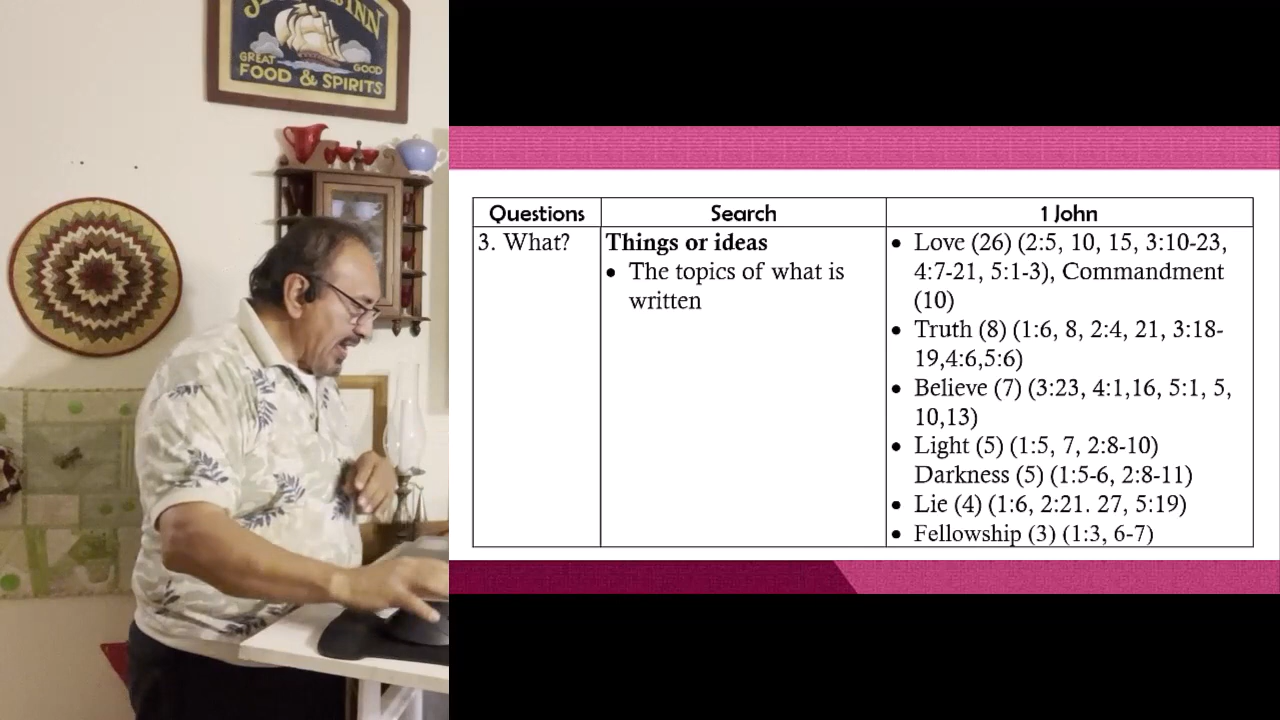 INN
GREAT GOOD
FOOD & SPIRITS
Questions Search 1 John
3. What? Things or ideas
• The topics of what is
written
• Love (26) (2:5, 10, 15, 3:10-23,
4:7-21, 5:1-3), Commandment
(10)
• Truth (8) (1:6, 8, 2:4, 21, 3:18-
19,4:6,5:6)
• Believe (7) (3:23, 4:1,16, 5:1, 5,
10,13)
• Light (5) (1:5, 7, 2:8-10)
Darkness (5) (1:5-6, 2:8-11)
• Lie (4) (1:6, 2:21. 27, 5:19)
• Fellowship (3) (1:3, 6-7)